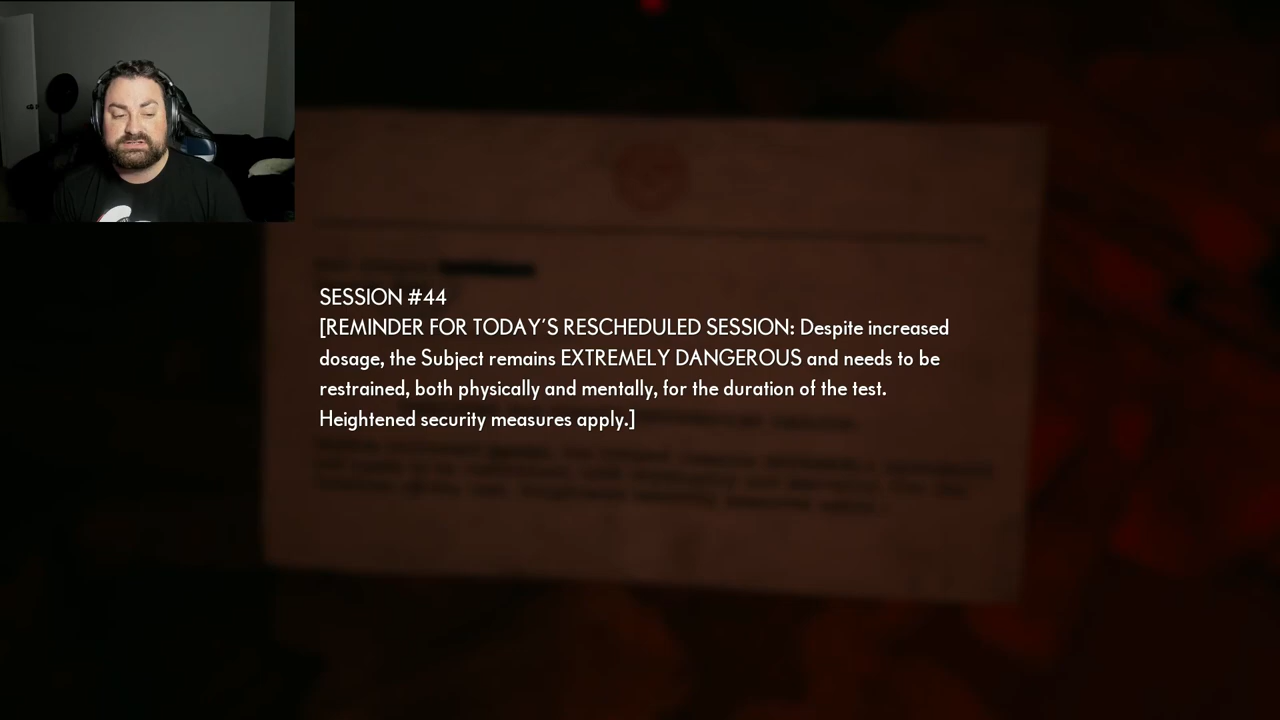 SESSION #44
[REMINDER FOR TODAY'S RESCHEDULED SESSION: Despite increased
dosage, the Subject remains EXTREMELY DANGEROUS and needs to be
restrained, both physically and mentally, for the duration of the test.
Heightened security measures apply.]